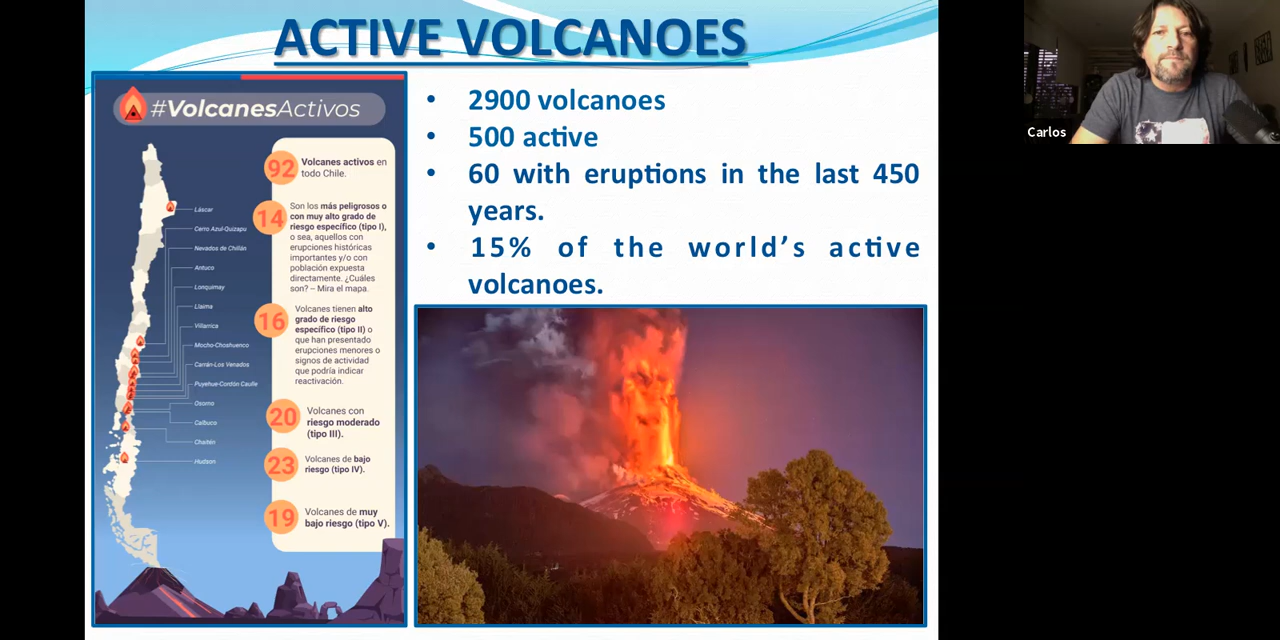 ACTIVE VOLCANOES
#VolcanesActivos
92
Volcanes activos en
todo Chile.
14
Son los más peligrosos o
con muy alto grado de
riesgo específico (tipo I),
o sea, aquellos con
erupciones históricas
importantes y/o con
población expuesta
directamente. ¿Cuáles
son? – Mira el mapa.
16
Volcanes tienen alto
grado de riesgo
específico (tipo II) o
que han presentado
erupciones menores o
signos de actividad
que podría indicar
reactivación.
20
Volcanes con
riesgo moderado
(tipo III).
23
Volcanes de bajo
riesgo (tipo IV).
19
Volcanes de muy
bajo riesgo (tipo V).
Láscar
Cerro Azul-Quizapu
Nevados de Chillán
Antuco
Lonquimay
Llaima
Villarrica
Mocho-Choshuenco
Carrán-Los Venados
Puyehue-Cordón Caulle
Osorno
Calbuco
Chaitén
Hudson
• 2900 volcanoes
• 500 active
• 60 with eruptions in the last 450
years.
• 15% of the world’s active
volcanoes.
Carlos